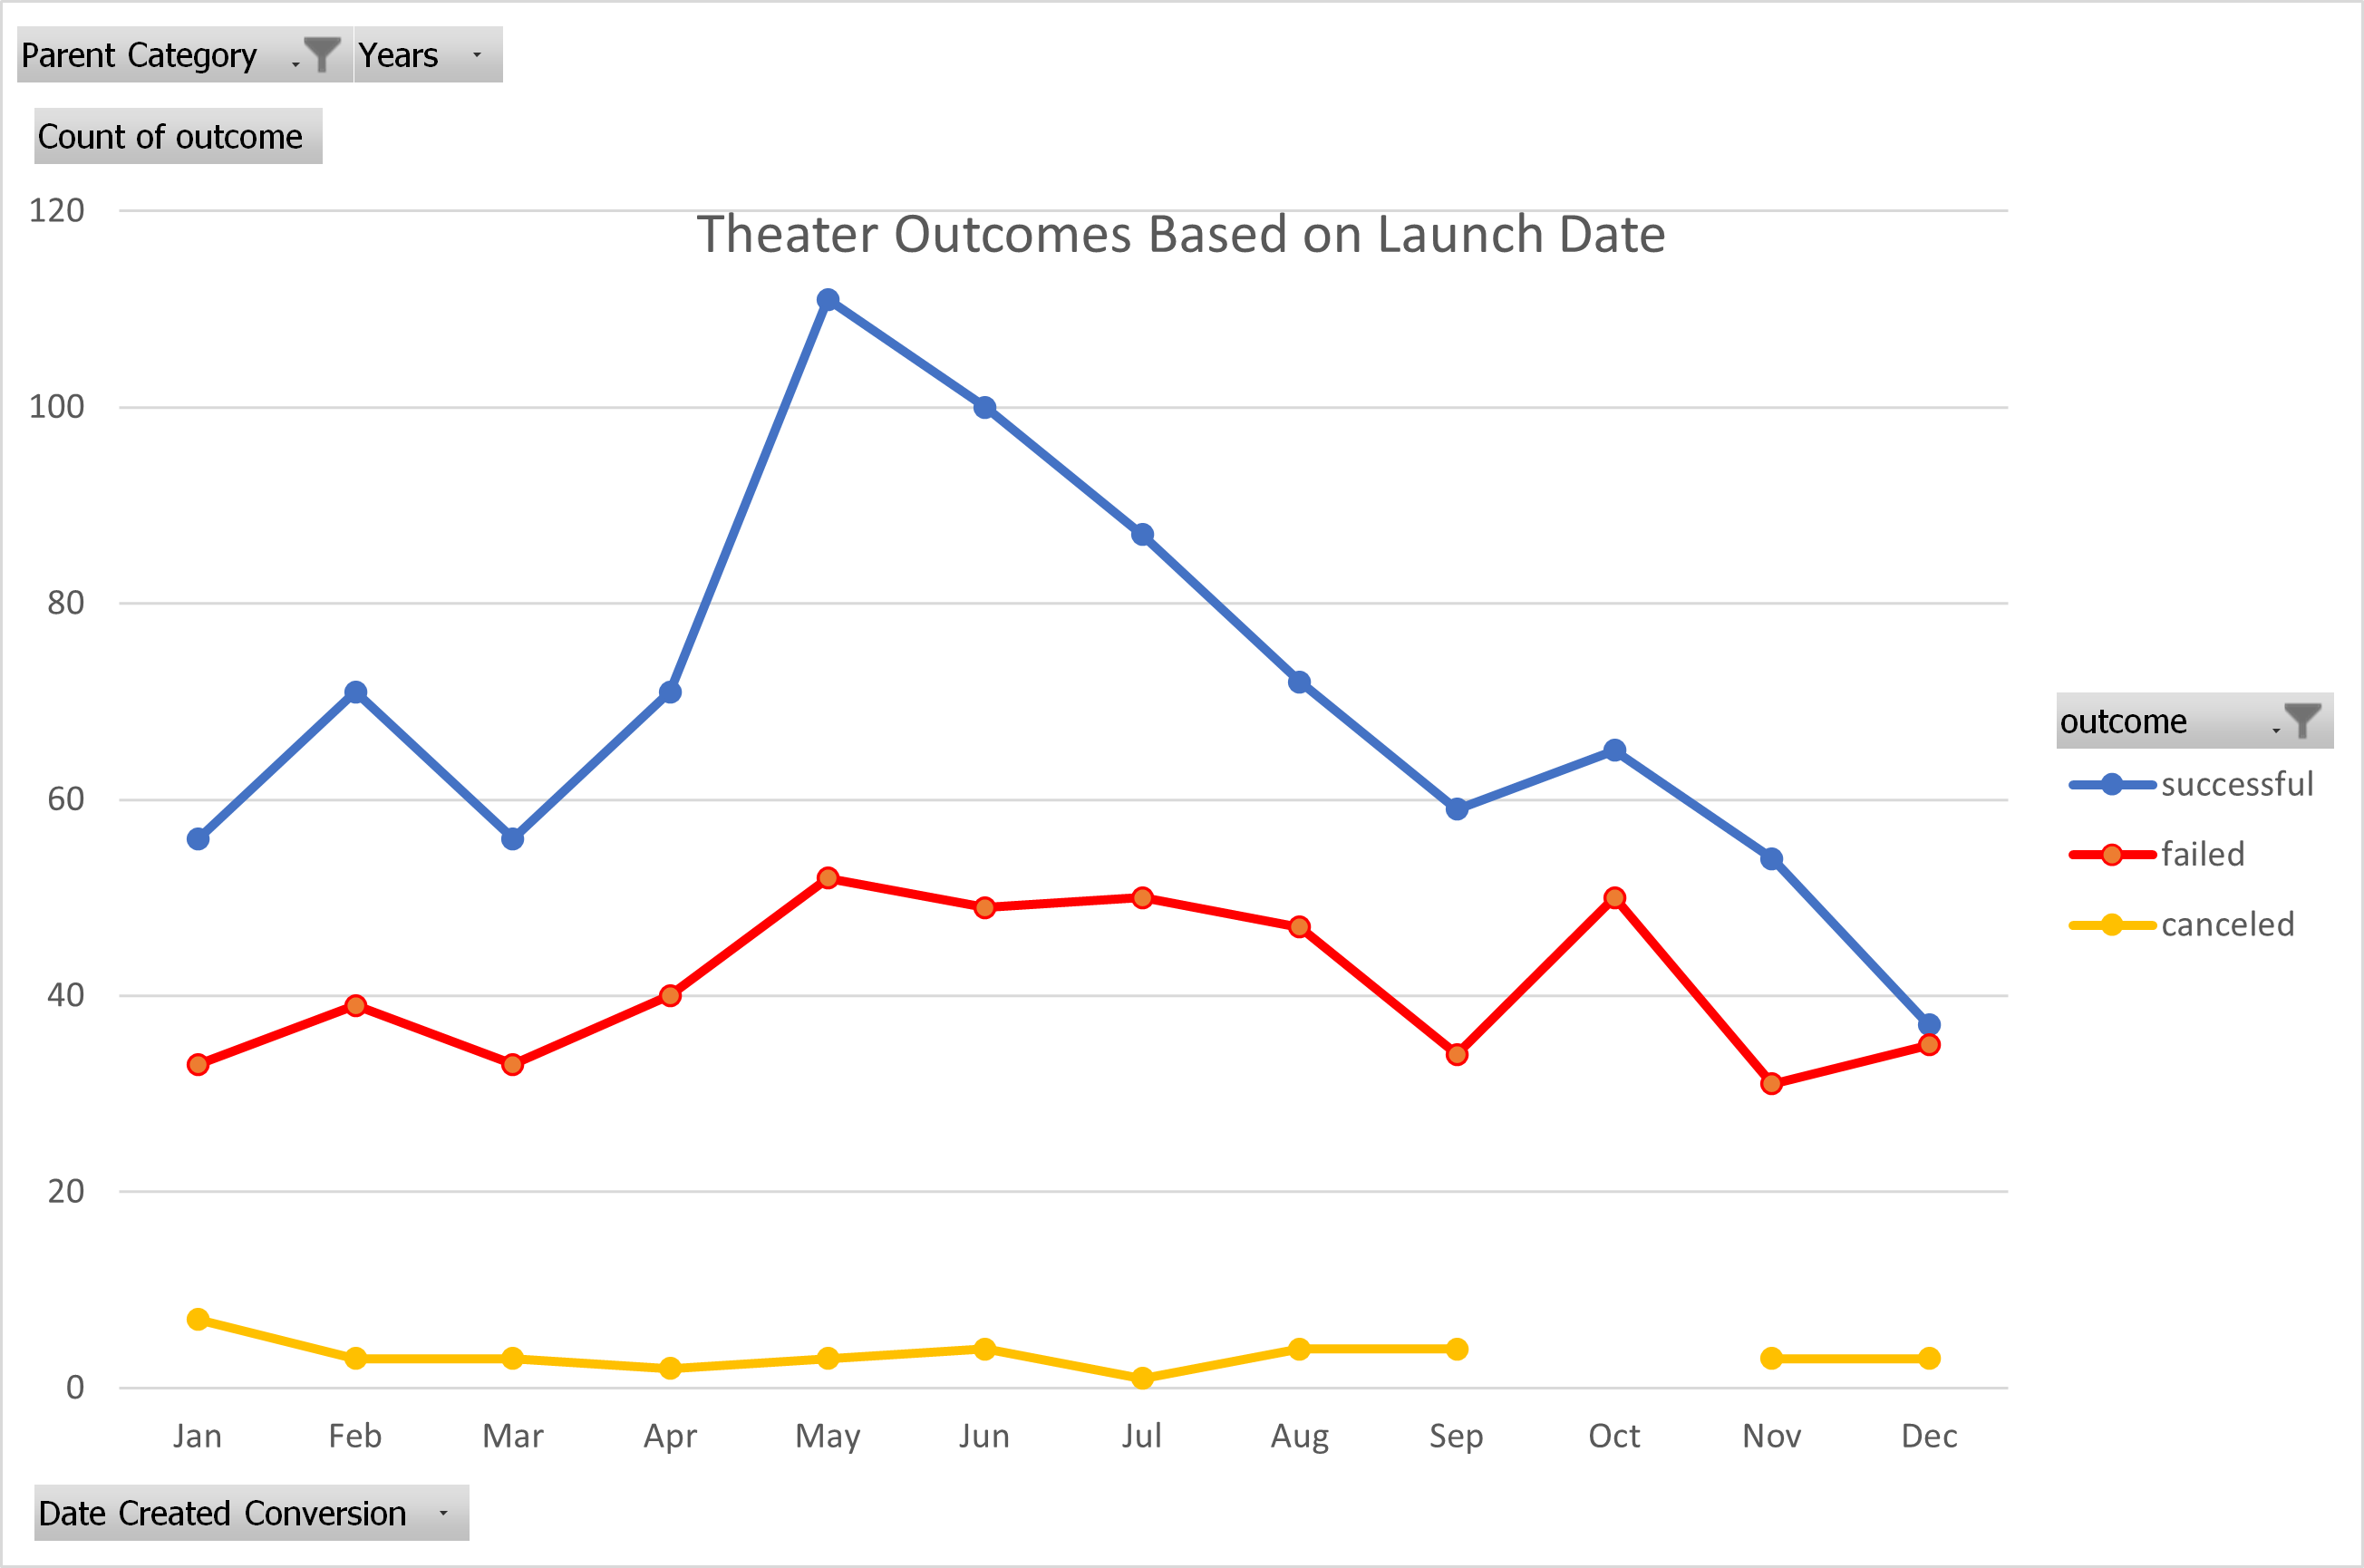 Parent Category Years
Count of outcome
Theater Outcomes Based on Launch Date
120
100
80
60
40
20
0
Jan Feb Mar Apr May Jun Jul Aug Sep Oct Nov Dec
outcome
successful
failed
canceled
Date Created Conversion